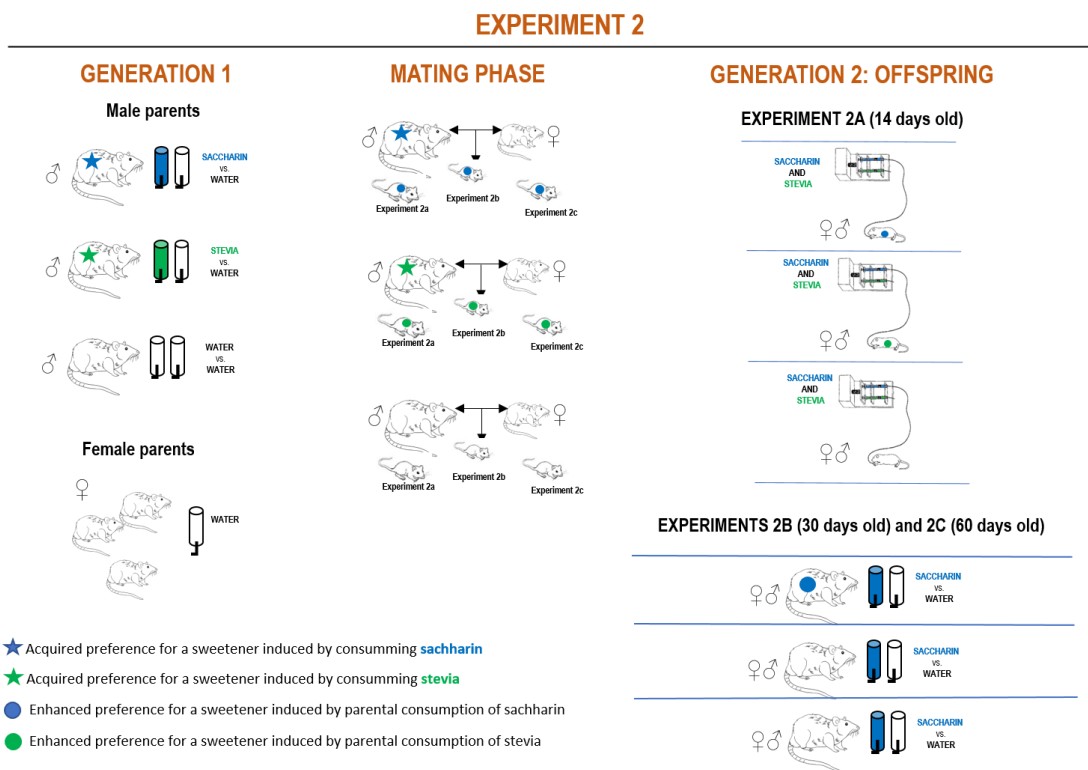 EXPERIMENT 2
GENERATION 1
Male parents
SACCHARIN
vs.
WATER
STEVIA
vs.
WATER
WATER
vs.
WATER
Female parents
WATER
MATING PHASE
Experiment 2a
Experiment 2b
Experiment 2c
Experiment 2a
Experiment 2b
Experiment 2c
Experiment 2a
Experiment 2b
Experiment 2c
GENERATION 2: OFFSPRING
EXPERIMENT 2A (14 days old)
SACCHARIN
AND
STEVIA
SACCHARIN
AND
STEVIA
SACCHARIN
AND
STEVIA
EXPERIMENTS 2B (30 days old) and 2C (60 days old)
SACCHARIN
vs.
WATER
SACCHARIN
vs.
WATER
SACCHARIN
vs.
WATER
Acquired preference for a sweetener induced by consumming sachharin
Acquired preference for a sweetener induced by consumming stevia
Enhanced preference for a sweetener induced by parental consumption of sachharin
Enhanced preference for a sweetener induced by parental consumption of stevia